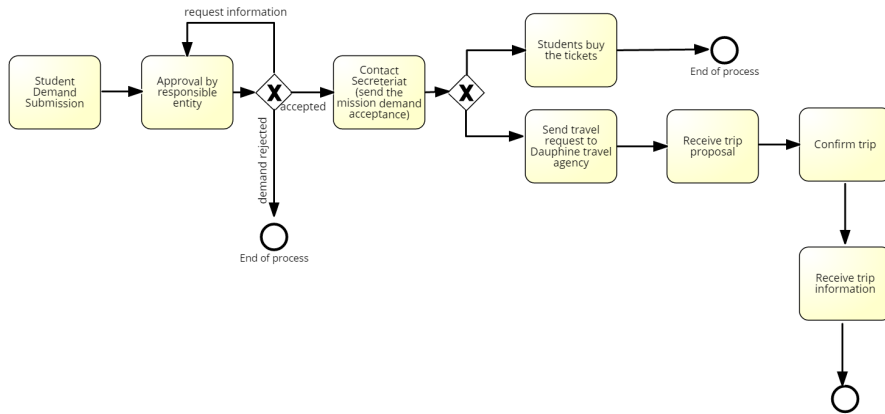 request information
Student
Demand
Submission
Approval by
responsible
entity
X
accepted
demand rejected
End of process
Contact
Secreteriat
(send the
mission demand
acceptance)
X
Students buy
the tickets
End of process
Send travel
request to
Dauphine travel
agency
Receive trip
proposal
Confirm trip
Receive trip
information